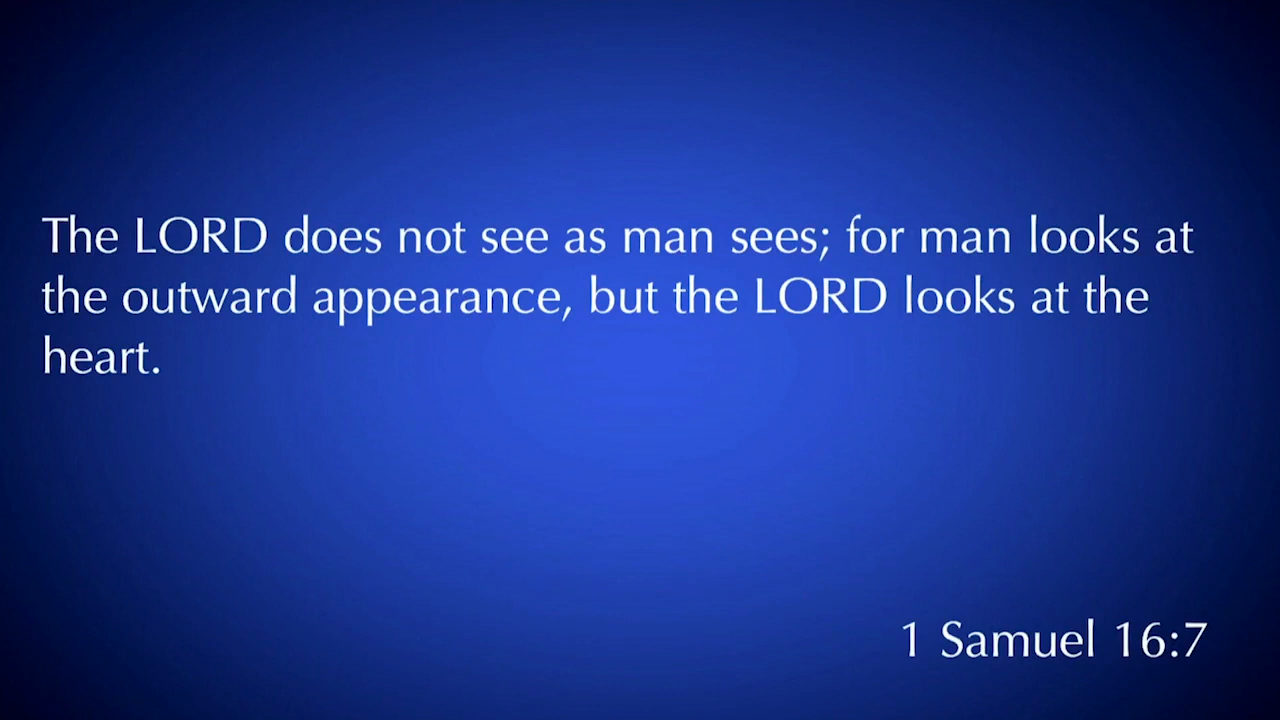 The LORD does not see as man sees; for man looks at
the outward appearance, but the LORD looks at the
heart.
1 Samuel 16:7